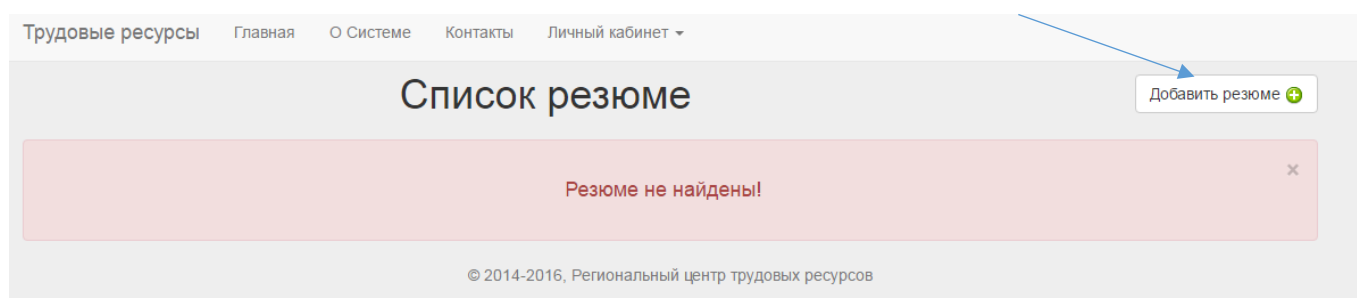 Трудовые ресурсы Главная О Системе Контакты Личный кабинет
Список резюме
Добавить резюме
Резюме не найдены!
×
© 2014-2016, Региональный центр трудовых ресурсов